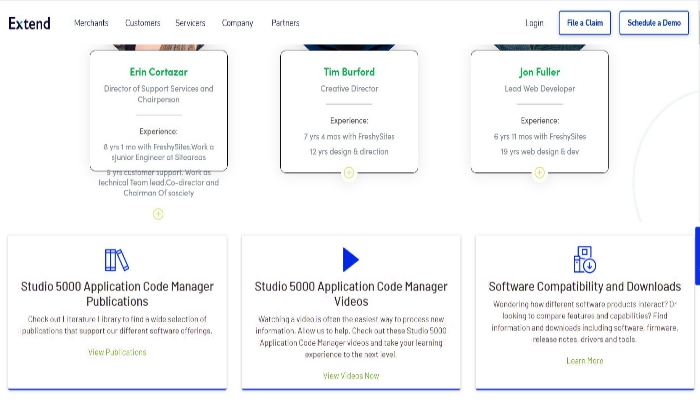 Extend
Merchants Customers Services Company Partners
Login File a Claim Schedule a Demo
Erin Cortazar
Director of Support Services and
Chairperson
Experience:
8 yrs 1 mo with FreshySites.Work a
sjunior Engineer at Siteareas
9 yrs customer support. Work as
technical Team lead.Co-director and
Chairman Of sosciety
Tim Burford
Creative Director
Experience:
7 yrs 4 mos with FreshySites
12 yrs design & direction
Jon Fuller
Lead Web Developer
Experience:
6 yrs 11 mos with FreshySites
19 yrs web design & dev
Studio 5000 Application Code Manager
Publications
Check out Literature Library to find a wide selection of
publications that support our different software offerings.
View Publications
Studio 5000 Application Code Manager
Videos
Watching a video is often the easiest way to process new
information. Allow us to help. Check out these Studio 5000
Application Code Manager videos and take your learning
experience to the next level.
View Videos Now
Software Compatibility and Downloads
Wondering how different software products interact? Or
looking to compare features and capabilities? Find
information and downloads including software, firmware,
release notes, drivers and tools.
Learn More